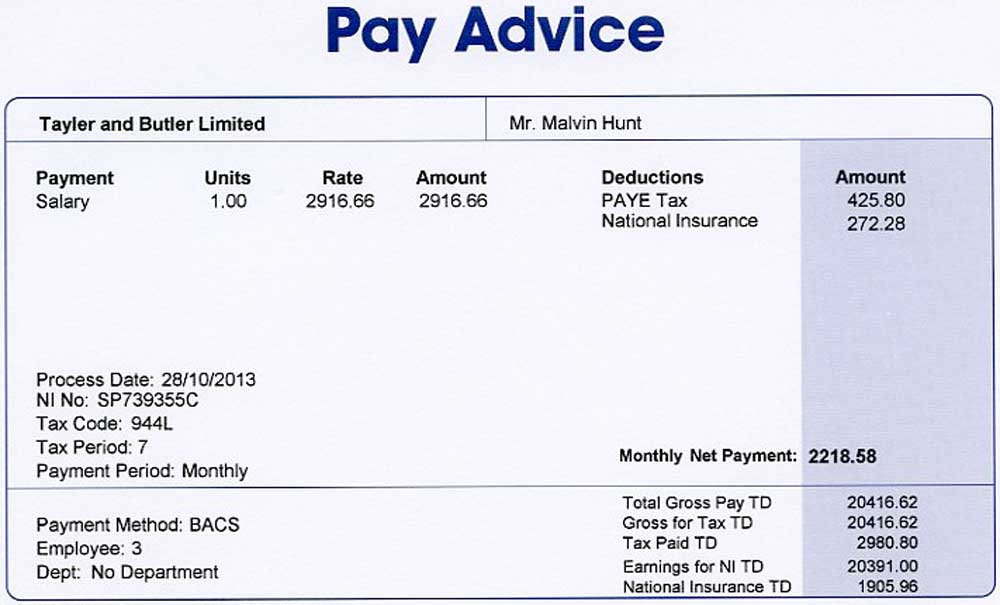 Pay Advice
Tayler and Butler Limited Mr. Malvin Hunt
Payment Units Rate Amount Deductions Amount
Salary 1.00 2916.66 2916.66 PAYE Tax 425.80
National Insurance 272.28
Process Date: 28/10/2013
NI No: SP739355C
Tax Code: 944L
Tax Period: 7
Payment Period: Monthly
Monthly Net Payment: 2218.58
Payment Method: BACS
Employee: 3
Dept: No Department
Total Gross Pay TD 20416.62
Gross for Tax TD 20416.62
Tax Paid TD 2980.80
Earnings for NI TD 20391.00
National Insurance TD 1905.96